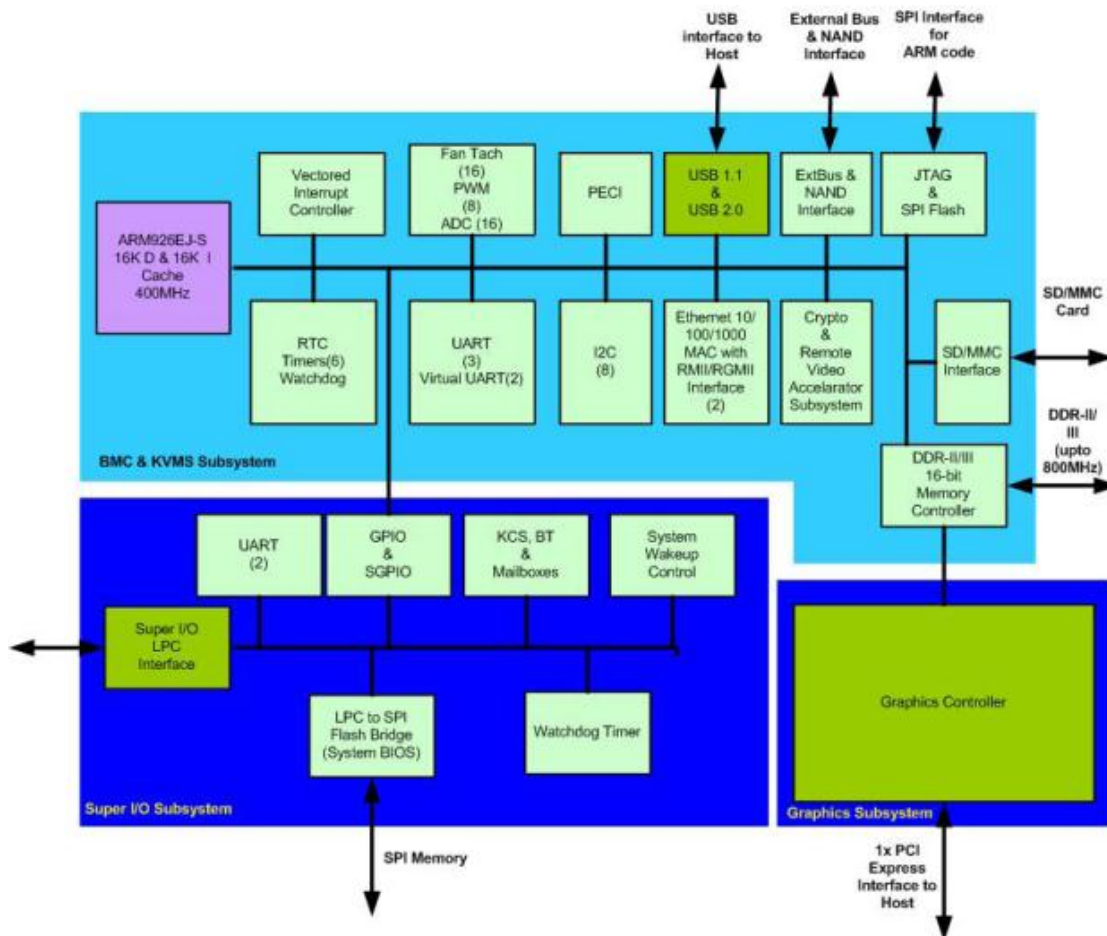 USB
interface to
Host
External Bus
& NAND
Interface
SPI Interface
for
ARM code
Vectored
Interrupt
Controller
Fan Tach
(16)
PWM
(8)
ADC (16)
PECI
USB 1.1
&
USB 2.0
ExtBus &
NAND
Interface
JTAG
&
SPI Flash
ARM926EJ-S
16K D & 16K I
Cache
400MHz
SD/MMC
Card
RTC
Timers(6)
Watchdog
UART
(3)
Virtual UART(2)
I2C
(8)
Ethernet 10/
100/1000
MAC with
RMII/RGMII
Interface
(2)
Crypto
&
Remote
Video
Accelarator
Subsystem
SD/MMC
Interface
DDR-II/
III
(upto
800MHz)
BMC & KVMS Subsystem
DDR-II/III
16-bit
Memory
Controller
UART
(2)
GPIO
&
SGPIO
KCS, BT
&
Mailboxes
System
Wakeup
Control
Super I/O
LPC
Interface
Graphics Controller
LPC to SPI
Flash Bridge
(System BIOS)
Watchdog Timer
Super I/O Subsystem
Graphics Subsystem
SPI Memory
1x PCI
Express
Interface to
Host